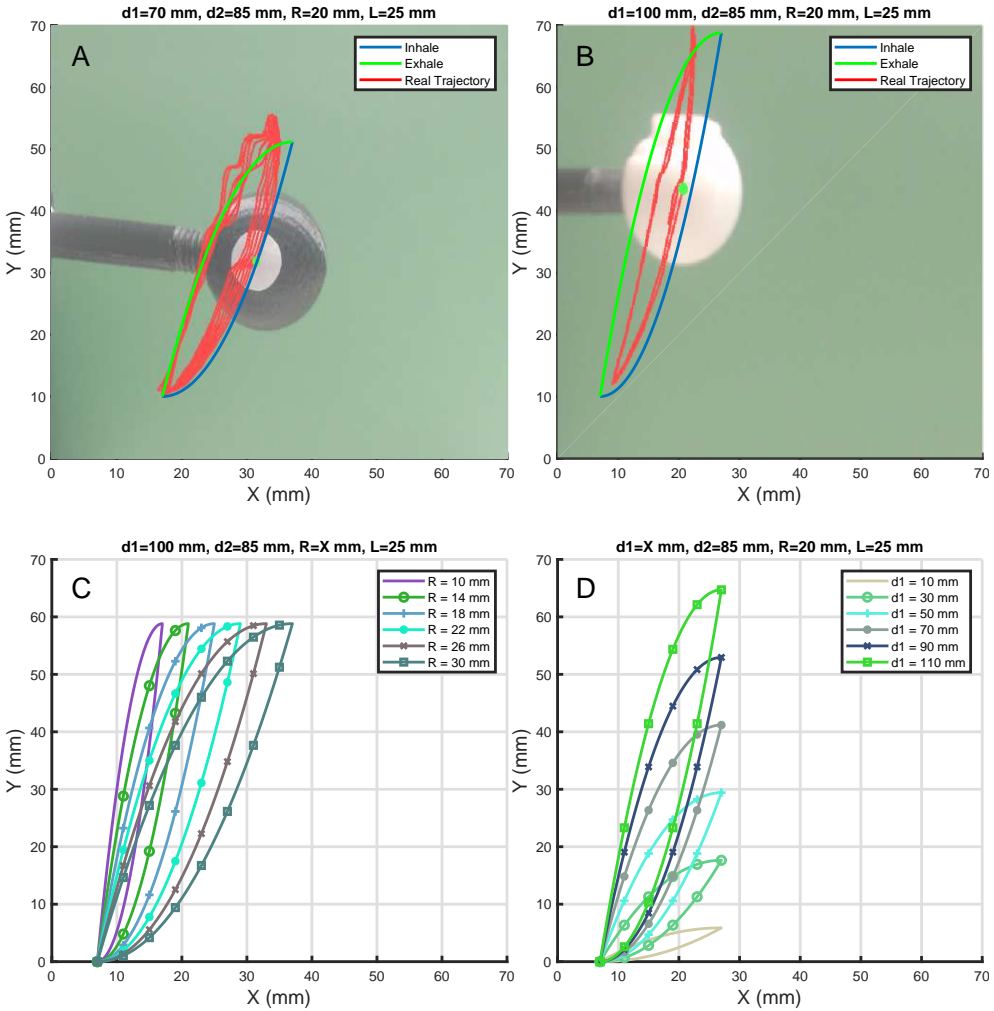 d1=70 mm, d2=85 mm, R=20 mm, L=25 mm
A
Inhale
Exhale
Real Trajectory
70
60
50
40
30
20
10
0
Y (mm)
0 10 20 30 40 50 60 70
X (mm)
d1=100 mm, d2=85 mm, R=20 mm, L=25 mm
B
Inhale
Exhale
Real Trajectory
70
60
50
40
30
20
10
0
Y (mm)
0 10 20 30 40 50 60 70
X (mm)
d1=100 mm, d2=85 mm, R=X mm, L=25 mm
C
R = 10 mm
R = 14 mm
R = 18 mm
R = 22 mm
R = 26 mm
R = 30 mm
70
60
50
40
30
20
10
0
Y (mm)
0 10 20 30 40 50 60 70
X (mm)
d1=X mm, d2=85 mm, R=20 mm, L=25 mm
D
d1 = 10 mm
d1 = 30 mm
d1 = 50 mm
d1 = 70 mm
d1 = 90 mm
d1 = 110 mm
70
60
50
40
30
20
10
0
Y (mm)
0 10 20 30 40 50 60 70
X (mm)